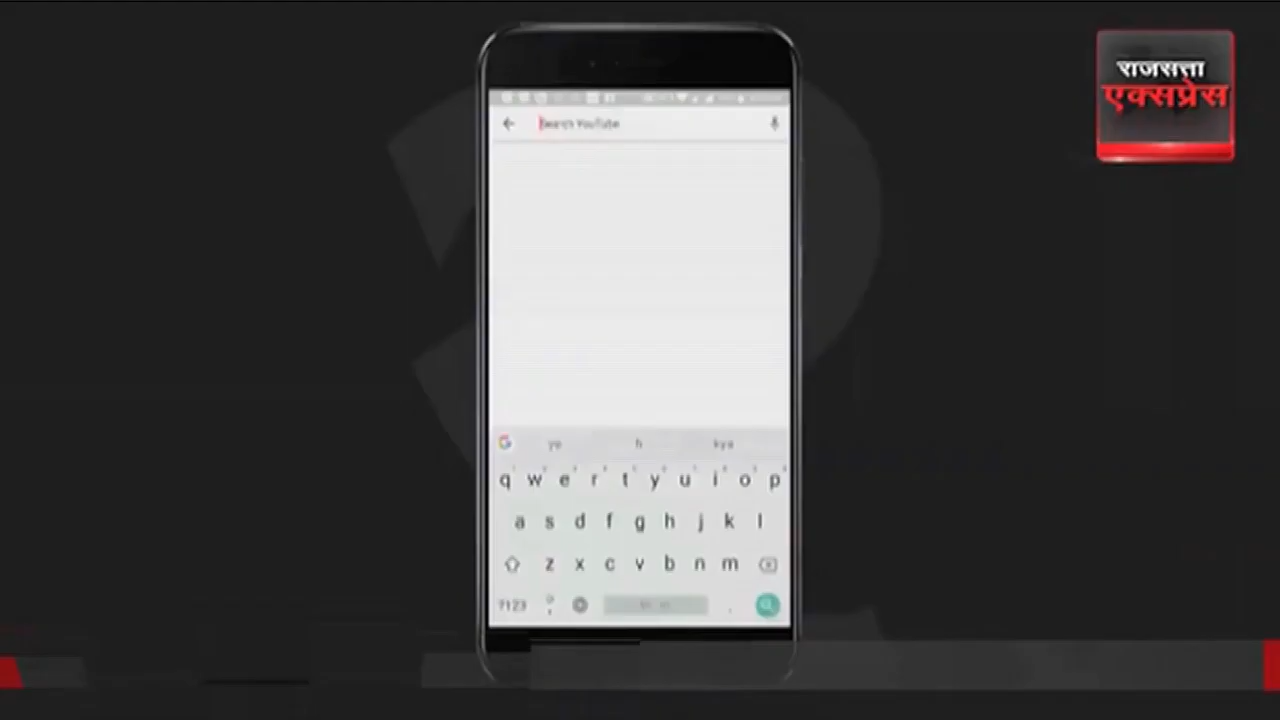 राजसत्ता
एक्सप्रेस
Search YouTube
ye h kya
q w e r t y u i o p
a s d f g h j k l
z x c v b n m
?123 , .